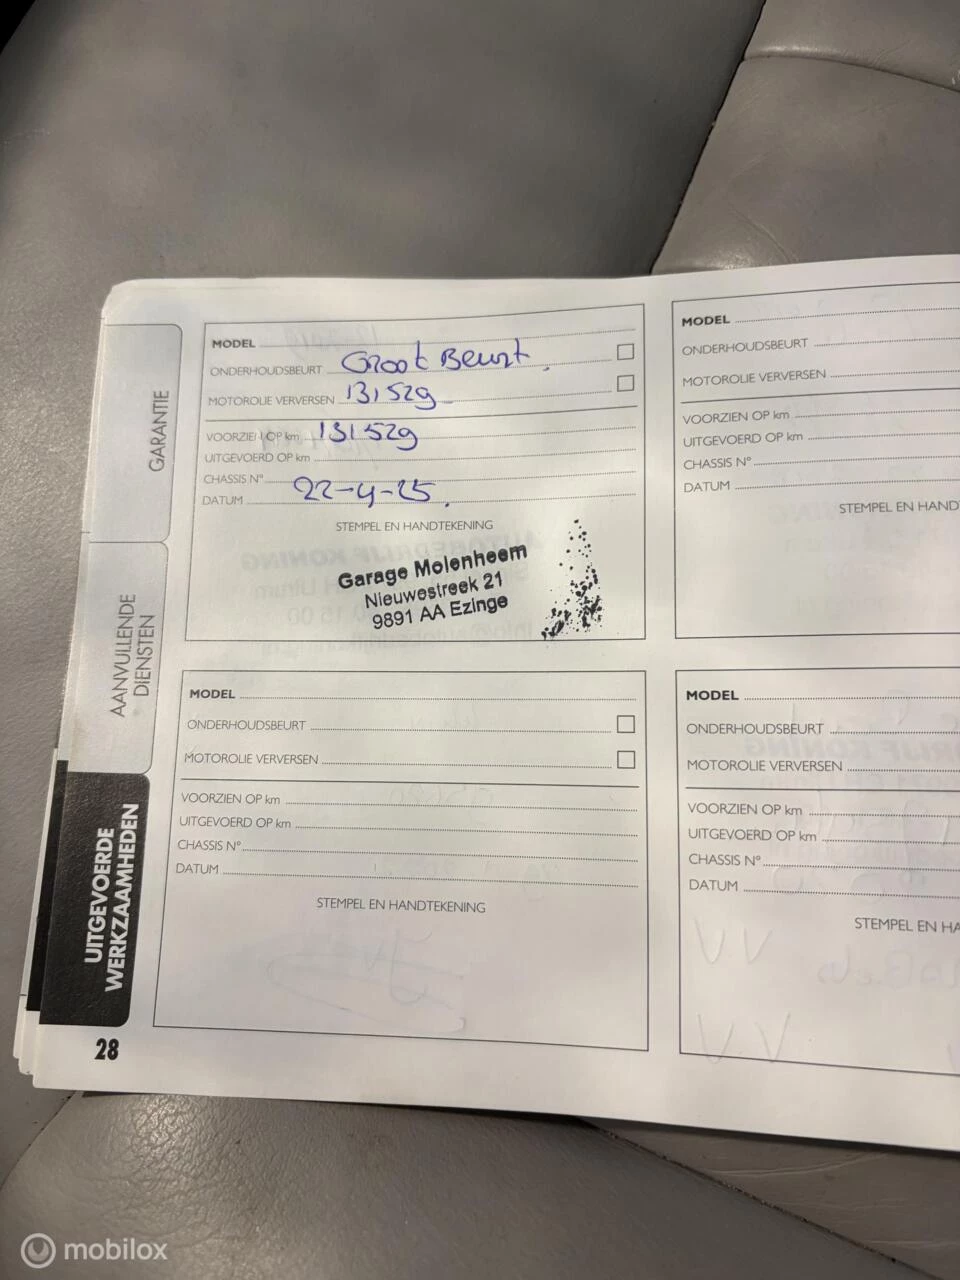 GARANTIE
AANVULLENDE
DIENSTEN
UITGEVOERDE
WERKZAAMHEDEN
28
MODEL
ONDERHOUDSBEURT Groot Beurt
MOTOROLIE VERVERSEN 131529
VOORZIEN OP km 131529
UITGEVOERD OP km
CHASSIS N°
DATUM 22-4-25
STEMPEL EN HANDTEKENING
Garage Molenheem
Nieuwestreek 21
9891 AA Ezinge
MODEL
ONDERHOUDSBEURT
MOTOROLIE VERVERSEN
VOORZIEN OP km
UITGEVOERD OP km
CHASSIS N°
DATUM
STEMPEL EN HAND
MODEL
ONDERHOUDSBEURT
MOTOROLIE VERVERSEN
VOORZIEN OP km
UITGEVOERD OP km
CHASSIS N°
DATUM
STEMPEL EN HANDTEKENING
MODEL
ONDERHOUDSBEURT
MOTOROLIE VERVERSEN
VOORZIEN OP km
UITGEVOERD OP km
CHASSIS N°
DATUM
STEMPEL EN HA
mobilox